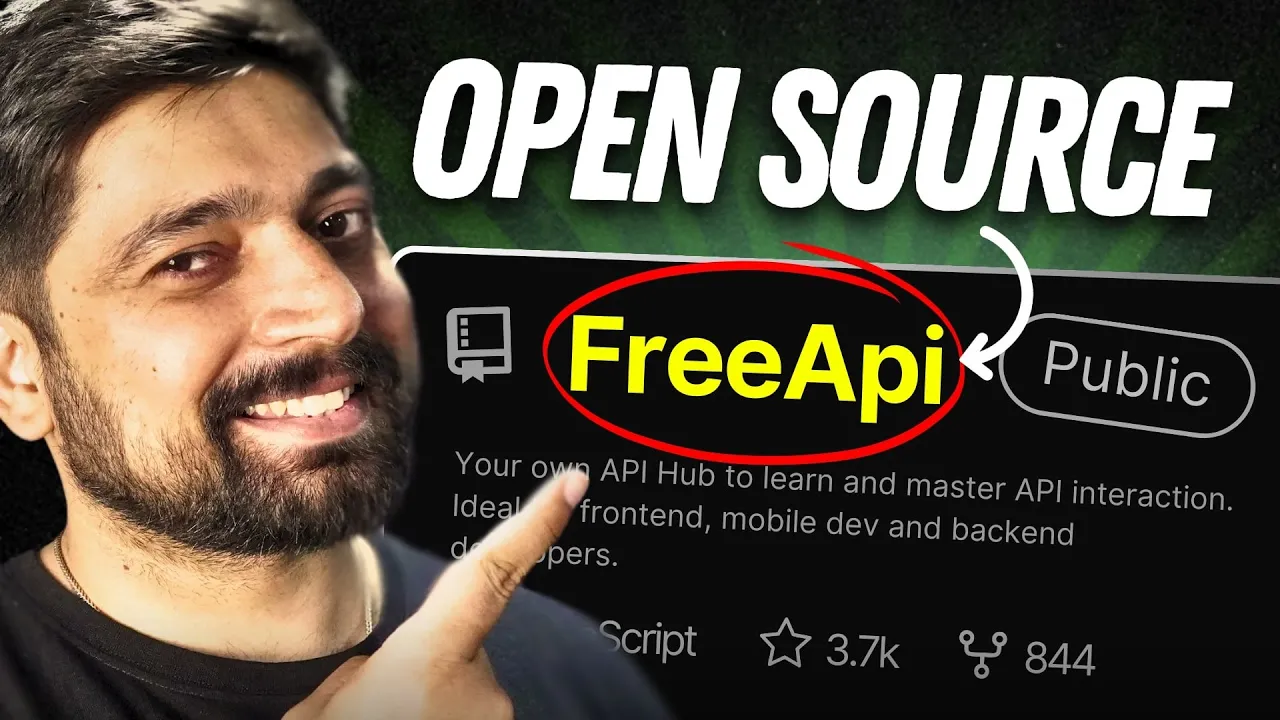 OPEN SOURCE
FreeApi
Public
Your own API Hub to learn and master API interaction.
Ideal frontend, mobile dev and backend
developers.
Script
3.7k
844